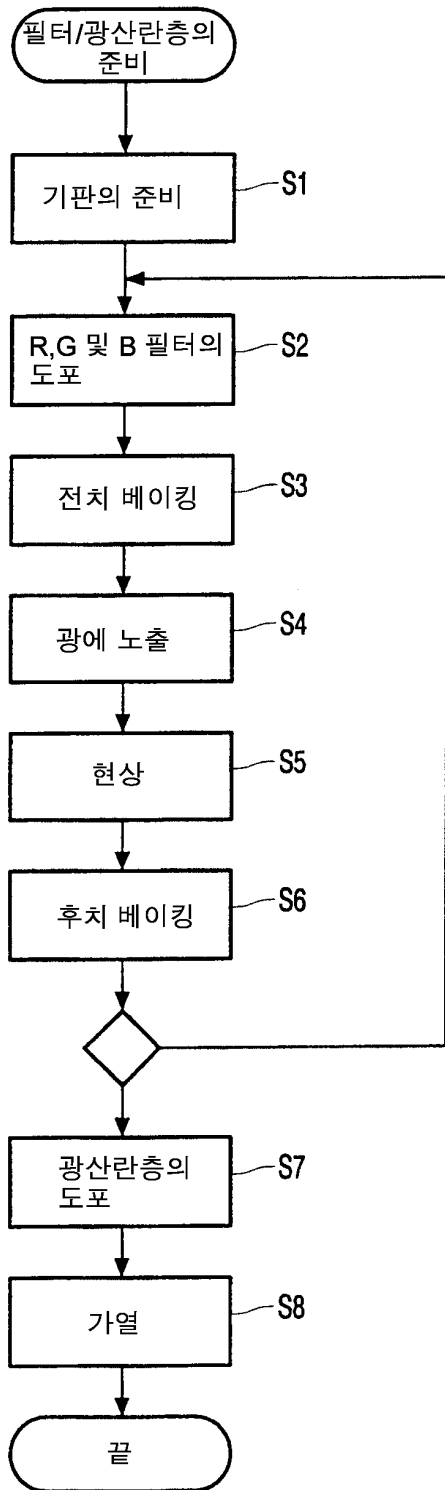 필터/광산란층의
준비
기판의 준비
S1
R,G 및 B 필터의
도포
S2
전치 베이킹
S3
광에 노출
S4
현상
S5
후치 베이킹
S6
광산란층의
도포
S7
가열
S8
끝